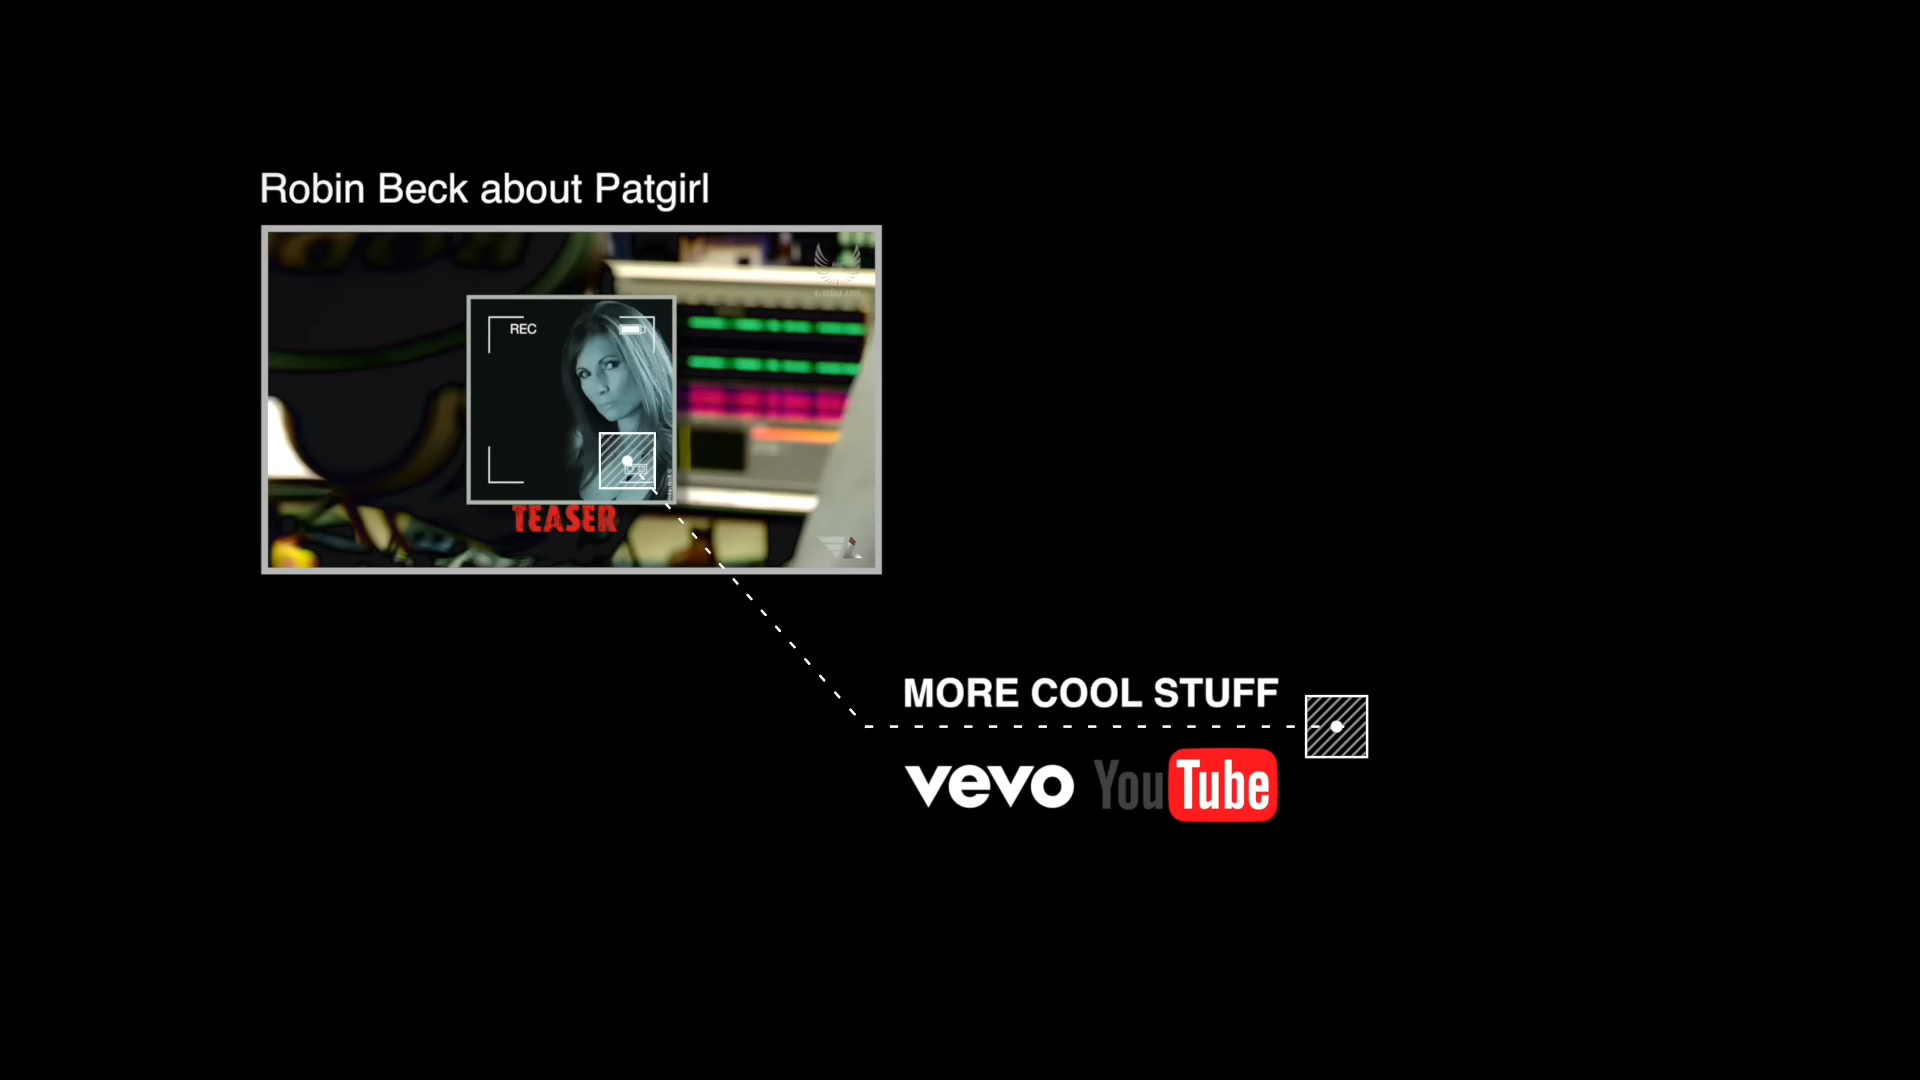 Robin Beck about Patgirl
REC
TEASER
MORE COOL STUFF
vevo
YouTube